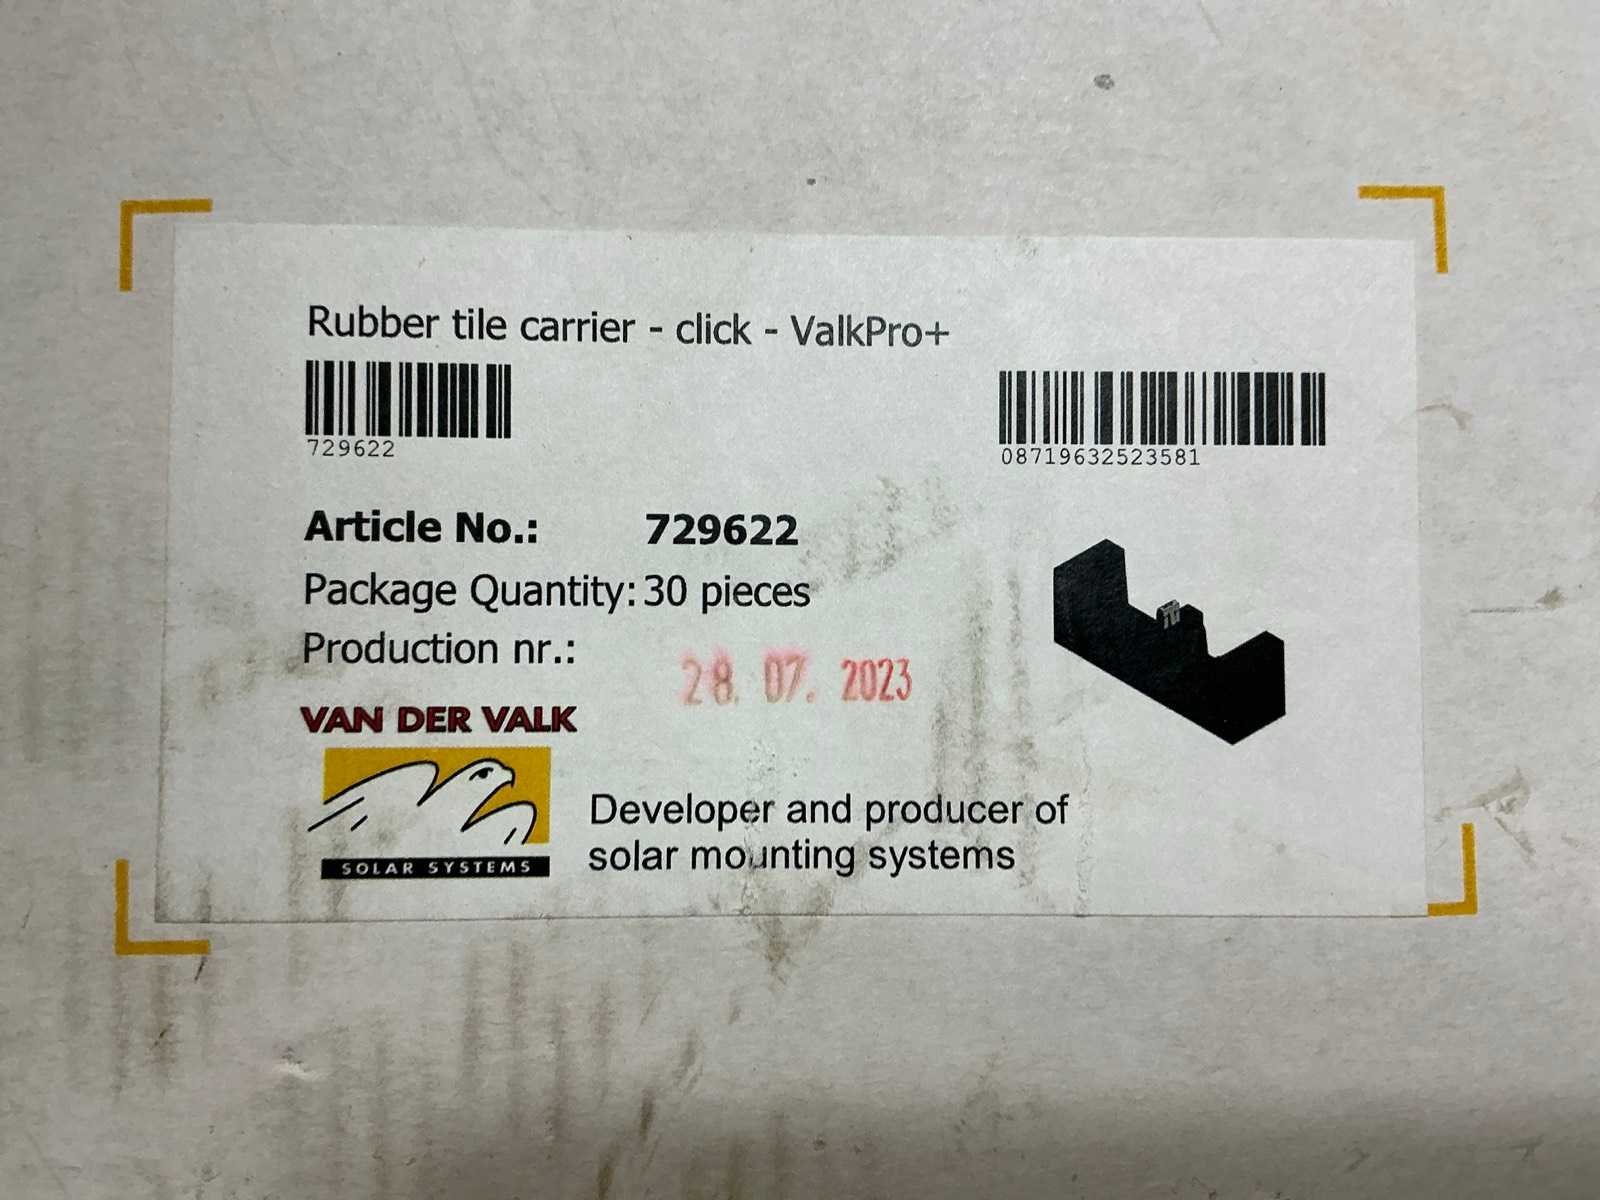 Rubber tile carrier - click - ValkPro+
729622
08719632523581
Article No.: 729622
Package Quantity: 30 pieces
Production nr.:
28. 07. 2023
VAN DER VALK
SOLAR SYSTEMS
Developer and producer of
solar mounting systems